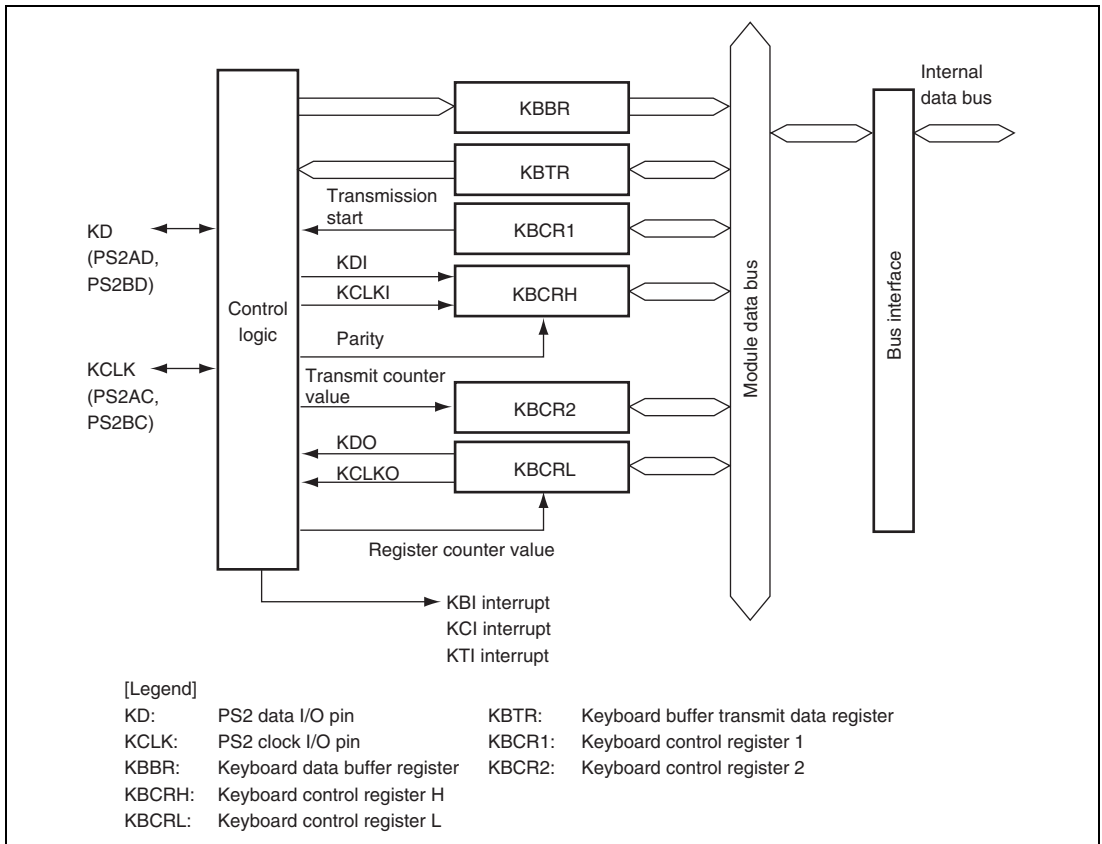 Internal
data bus
KBBR
KBTR
Transmission
start
KBCR1
KD
(PS2AD,
PS2BD)
KDI
KCLKI
KBCRH
Control
logic
Parity
Module data bus
Bus interface
KCLK
(PS2AC,
PS2BC)
Transmit counter
value
KBCR2
KDO
KCLKO
KBCRL
Register counter value
KBI interrupt
KCI interrupt
KTI interrupt
[Legend]
KD: PS2 data I/O pin
KCLK: PS2 clock I/O pin
KBBR: Keyboard data buffer register
KBCRH: Keyboard control register H
KBCRL: Keyboard control register L
KBTR: Keyboard buffer transmit data register
KBCR1: Keyboard control register 1
KBCR2: Keyboard control register 2